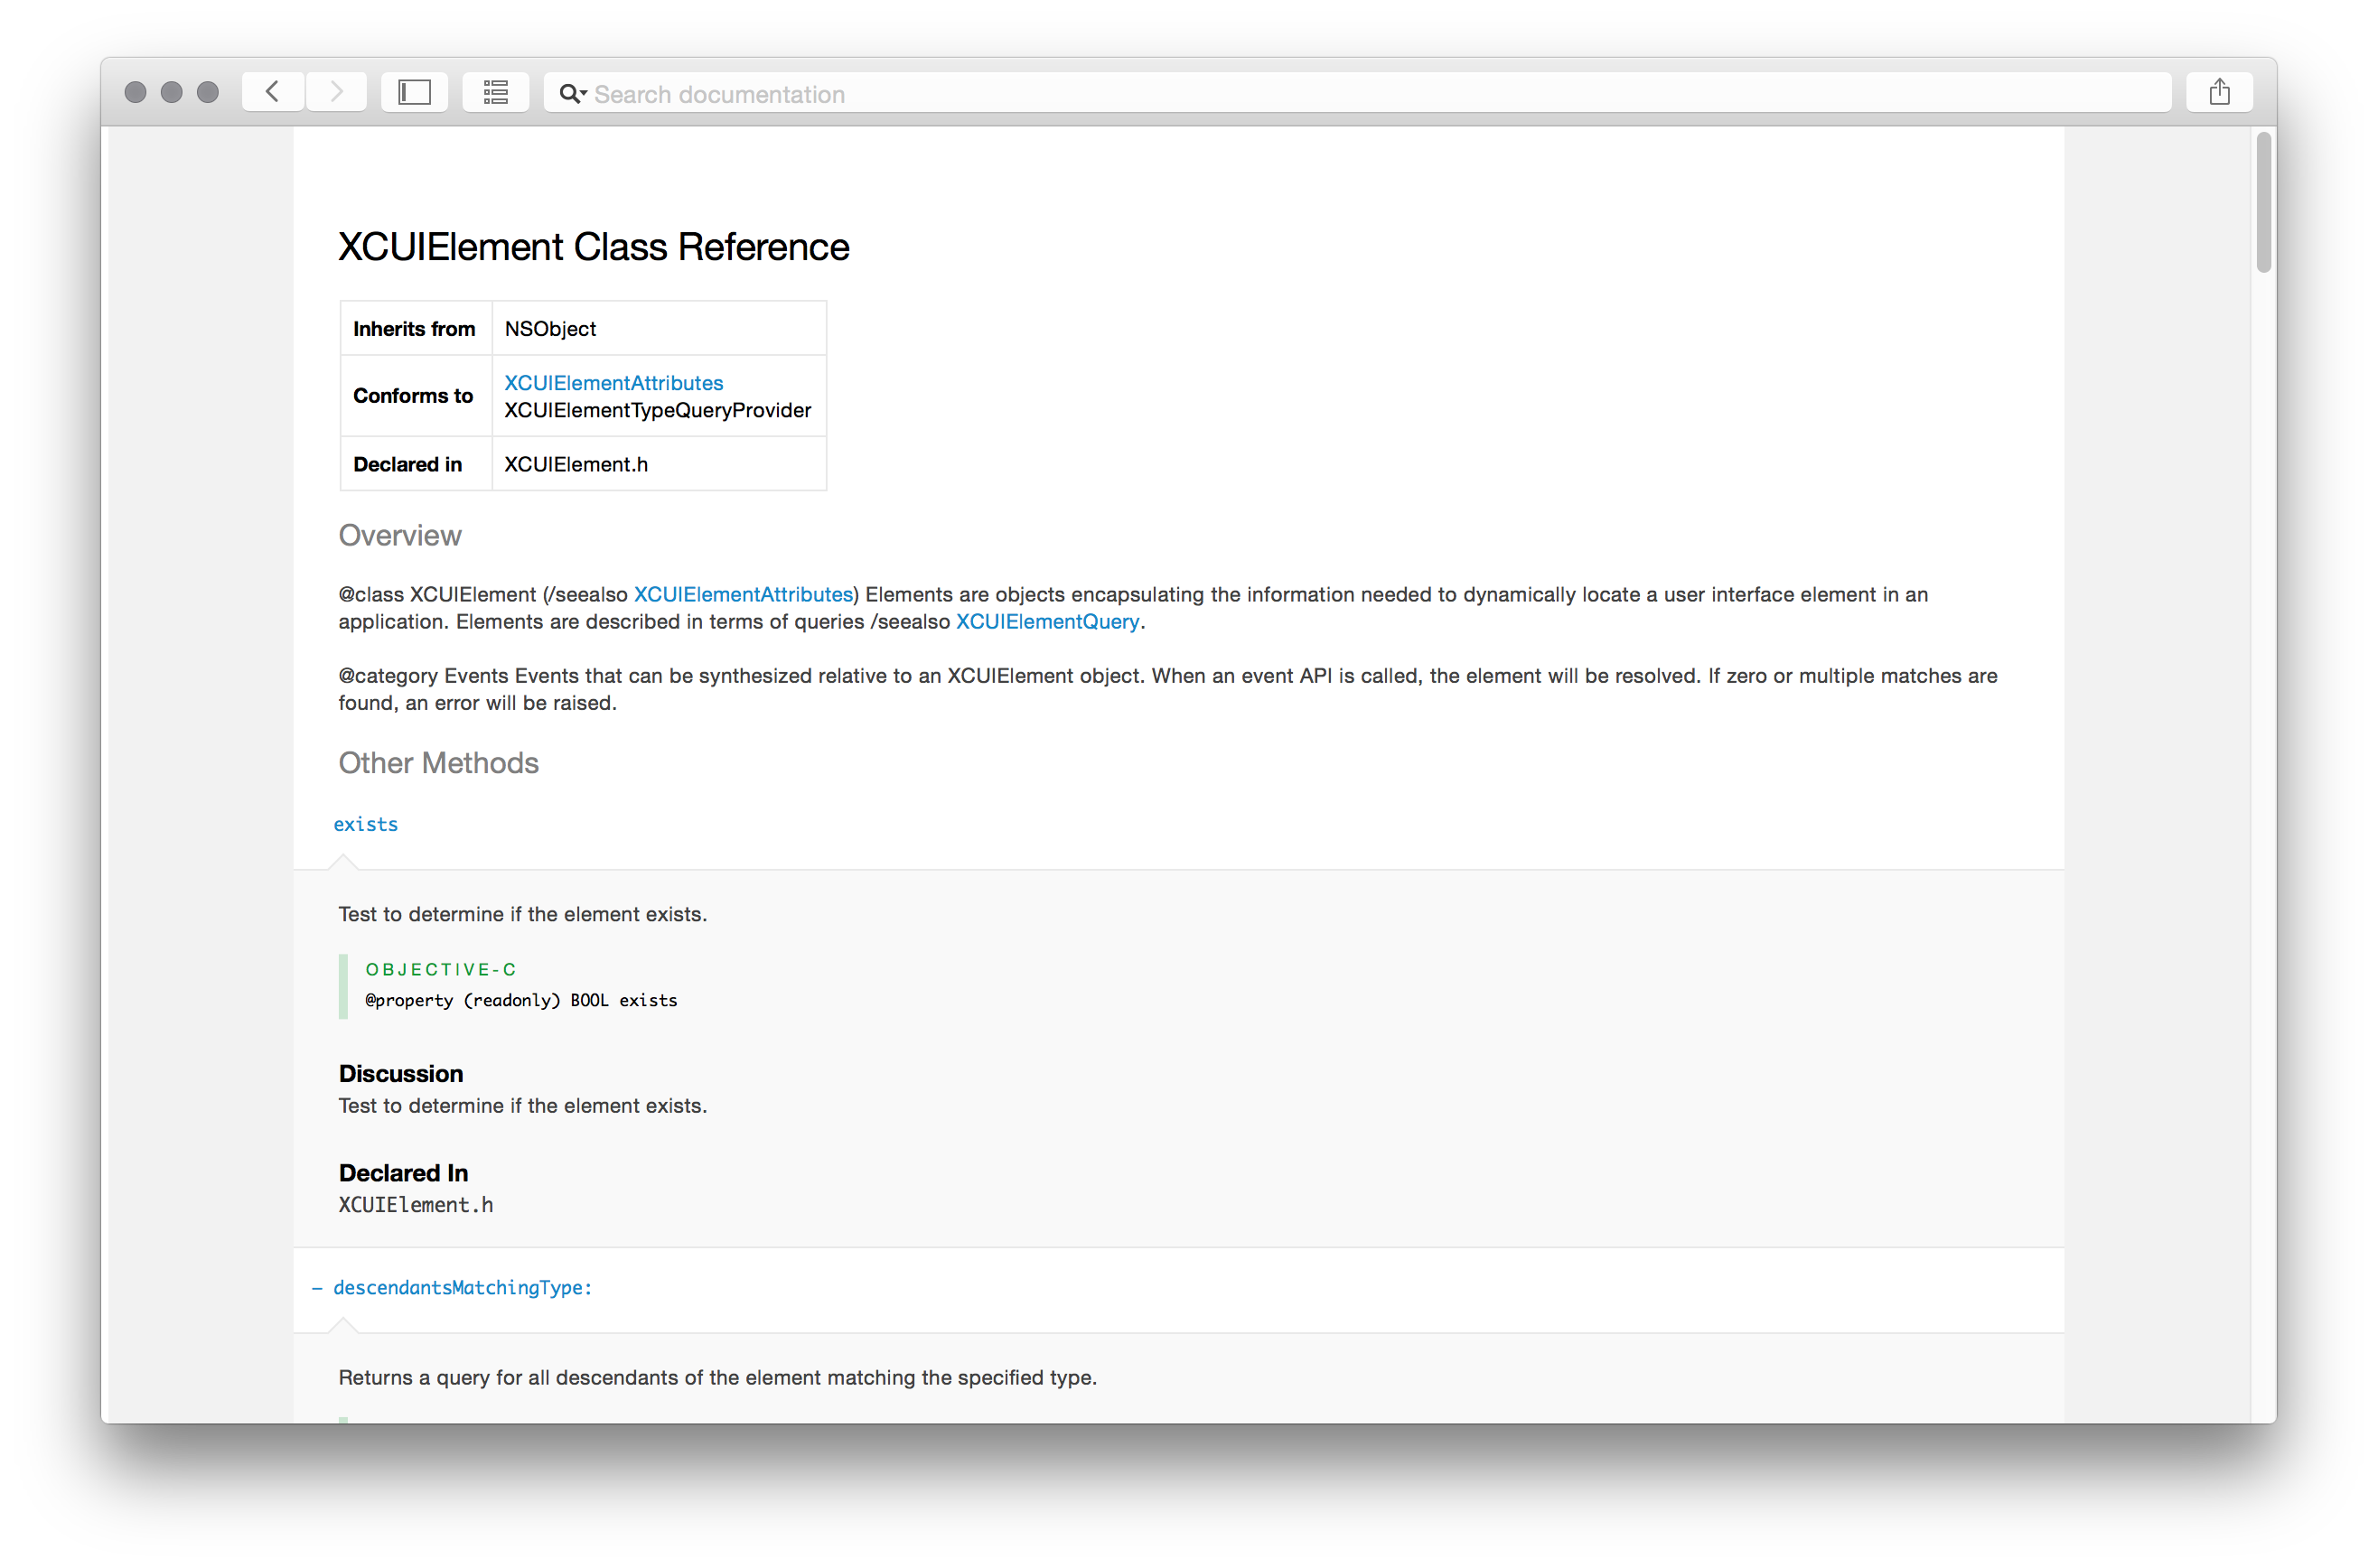 Search documentation
XCUIElement Class Reference
Inherits from NSObject
Conforms to XCUIElementAttributes
XCUIElementTypeQueryProvider
Declared in XCUIElement.h
Overview
@class XCUIElement (/seealso XCUIElementAttributes) Elements are objects encapsulating the information needed to dynamically locate a user interface element in an
application. Elements are described in terms of queries /seealso XCUIElementQuery.
@category Events Events that can be synthesized relative to an XCUIElement object. When an event API is called, the element will be resolved. If zero or multiple matches are
found, an error will be raised.
Other Methods
exists
Test to determine if the element exists.
OBJECTIVE-C
@property (readonly) BOOL exists
Discussion
Test to determine if the element exists.
Declared In
XCUIElement.h
– descendantsMatchingType:
Returns a query for all descendants of the element matching the specified type.